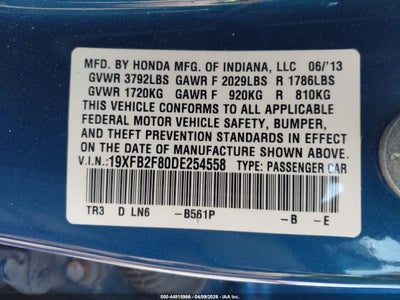 MFD. BY HONDA MFG. OF INDIANA, LLC 06/'13
GVWR 3792LBS GAWR F 2029LBS R 1786LBS
GVWR 1720KG GAWR F 920KG R 810KG
THIS VEHICLE CONFORMS TO ALL APPLICABLE
FEDERAL MOTOR VEHICLE SAFETY, BUMPER,
AND THEFT PREVENTION STANDARDS IN EFFECT
ON THE DATE OF MANUFACTURE SHOWN ABOVE.
V.I.N.:19XFB2F80DE254558 TYPE: PASSENGER CAR
TR3 D LN6 -B561P -B -E
000-44815966 - 04/09/2026 - IAA Inc.